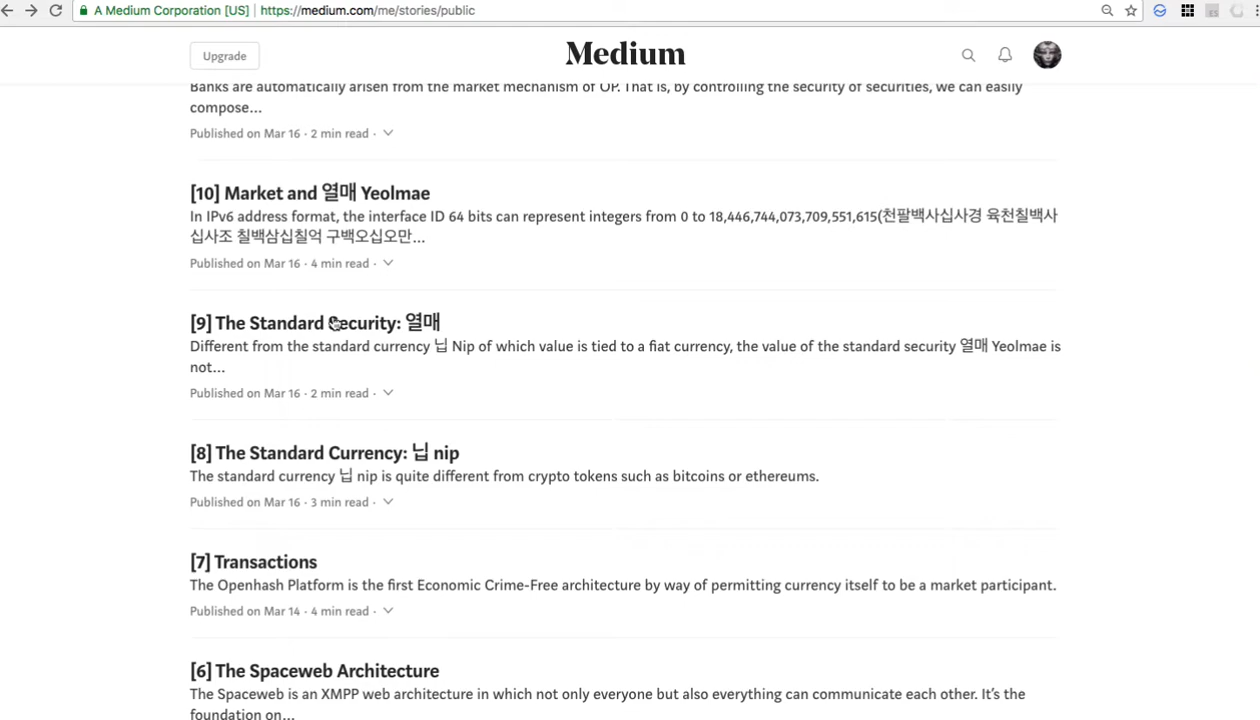 A Medium Corporation [US] https://medium.com/me/stories/public
Upgrade
Medium
Banks are automatically arisen from the market mechanism of OP. That is, by controlling the security of securities, we can easily
compose...
Published on Mar 16 · 2 min read ·
[10] Market and 열매 Yeolmae
In IPv6 address format, the interface ID 64 bits can represent integers from 0 to 18,446,744,073,709,551,615(천팔백사십사경 육천칠백사
십사조 칠백삼십칠억 구백오십오만...
Published on Mar 16 · 4 min read ·
[9] The Standard Security: 열매
Different from the standard currency 닙 Nip of which value is tied to a fiat currency, the value of the standard security 열매 Yeolmae is
not...
Published on Mar 16 · 2 min read ·
[8] The Standard Currency: 닙 nip
The standard currency 닙 nip is quite different from crypto tokens such as bitcoins or ethereums.
Published on Mar 16 · 3 min read ·
[7] Transactions
The Openhash Platform is the first Economic Crime-Free architecture by way of permitting currency itself to be a market participant.
Published on Mar 14 · 4 min read ·
[6] The Spaceweb Architecture
The Spaceweb is an XMPP web architecture in which not only everyone but also everything can communicate each other. It's the
foundation on...